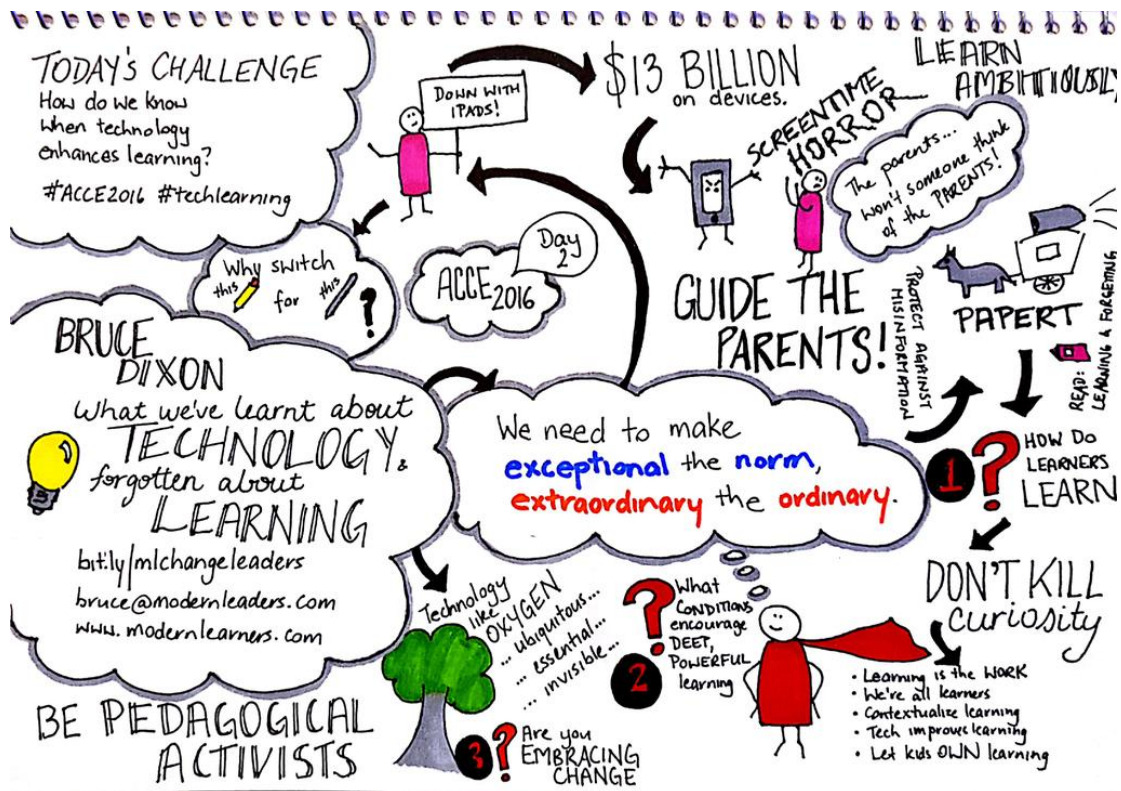 TODAY'S CHALLENGE
How do we know
when technology
enhances learning?
#ACCE2016 #techlearning
DOWN WITH
IPADS!
$13 BILLION
on devices.
LEARN
AMBITIOUSLY
SCREENTIME
HORROR
The parents...
won't someone think
of the PARENTS!
Why switch
this
for
this
?
ACCE 2016
Day
2
GUIDE THE
PARENTS!
PROTECT AGAINST
MISINFORMATION
PAPERT
READ:
LEARNING & FORGETTING
BRUCE
DIXON
What we've learnt about
TECHNOLOGY &
forgotten about
LEARNING
bit.ly/mlchangeleaders
bruce@modernleaders.com
www.modernlearners.com
We need to make
exceptional the norm,
extraordinary the ordinary.
1 ?
HOW DO
LEARNERS
LEARN
DON'T KILL
curiosity
• Learning is the WORK
• We're all learners
• Contextualize learning
• Tech improves learning
• Let kids OWN learning
Technology
like
OXYGEN
... ubiquitous...
... essential...
... invisible...
? 2
What
CONDITIONS
encourage
DEET,
POWERFUL
learning
3 ?
Are you
EMBRACING
CHANGE
BE PEDAGOGICAL
ACTIVISTS